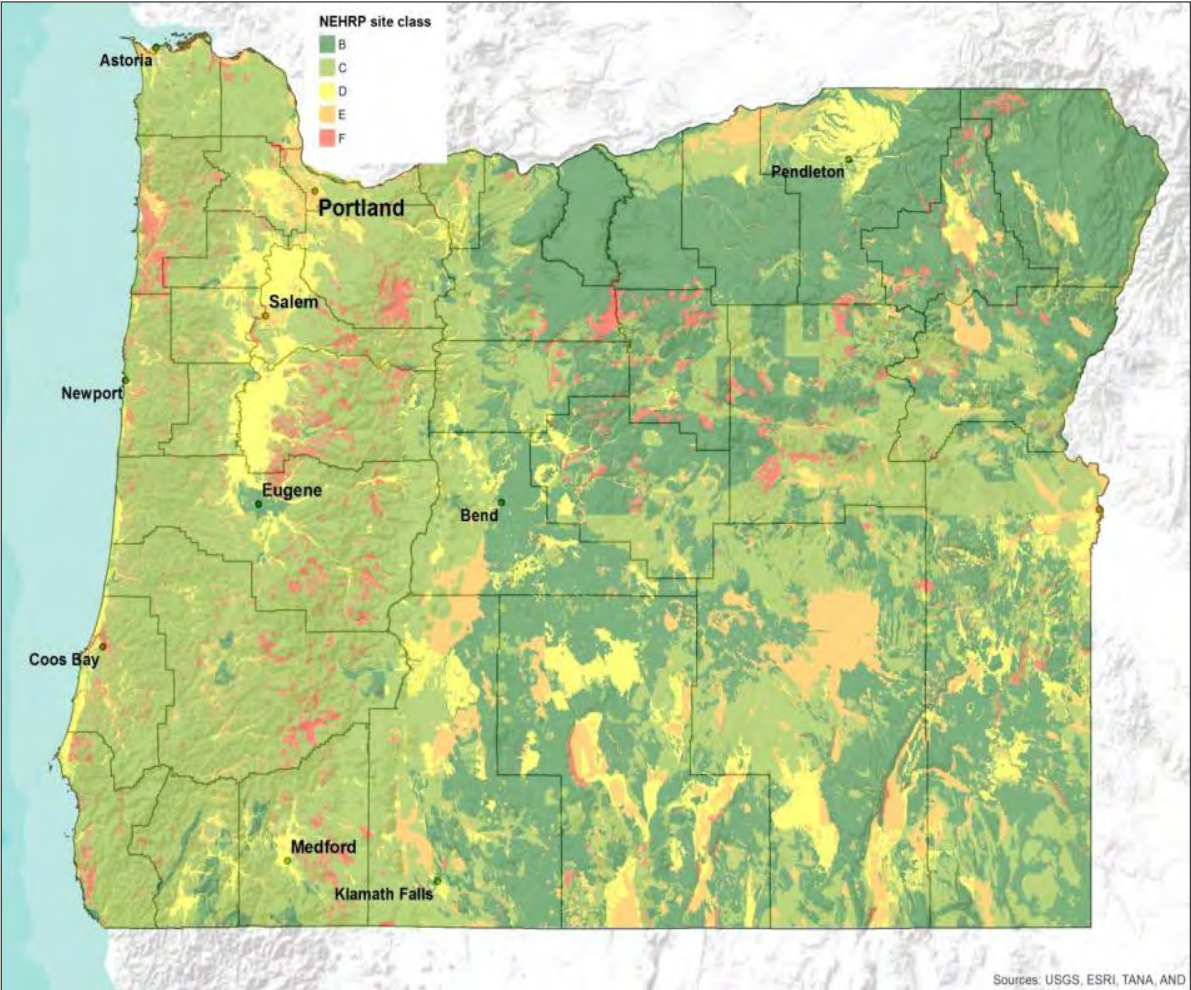 NEHRP site class
B
C
D
E
F
Astoria
Portland
Pendleton
Salem
Newport
Eugene
Bend
Coos Bay
Medford
Klamath Falls
Sources: USGS, ESRI, TANA, AND